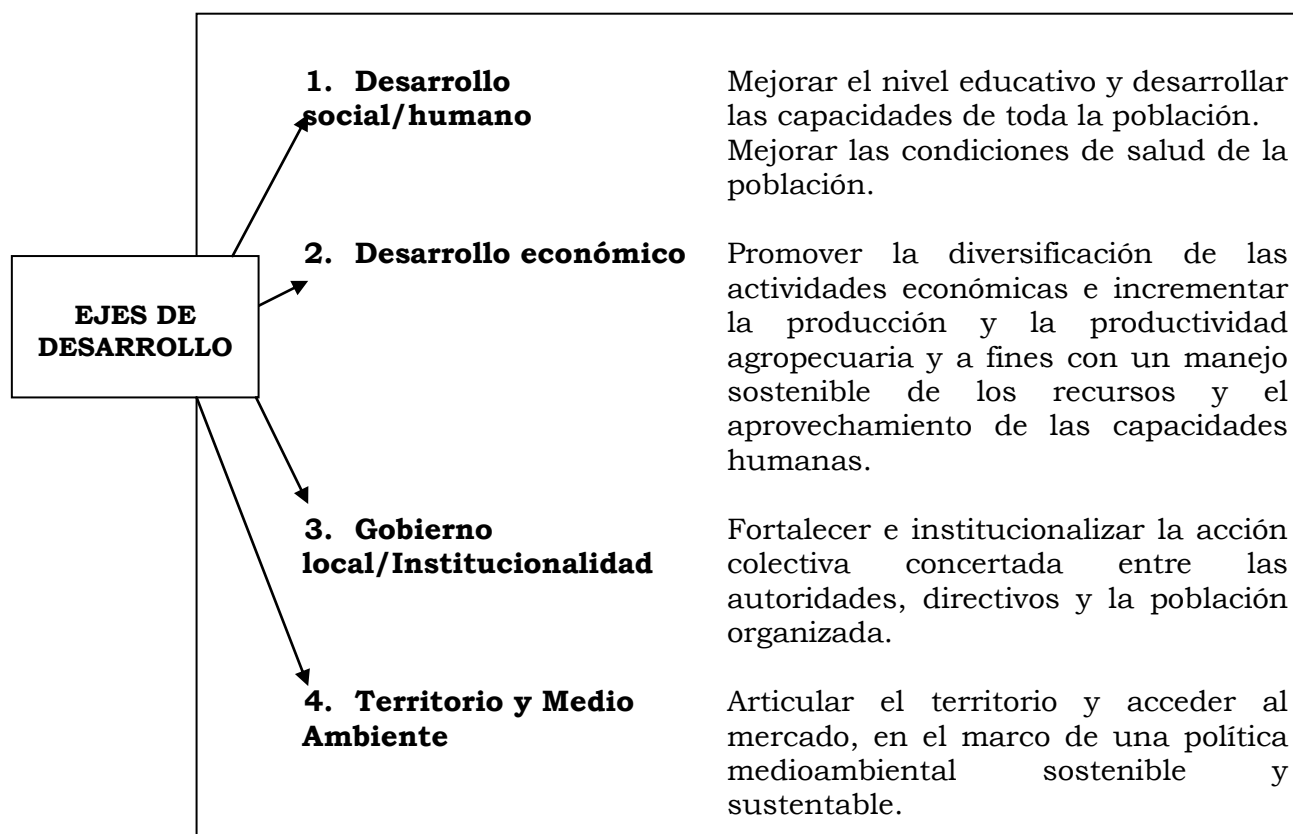 EJES DE
DESARROLLO
1. Desarrollo
social/humano
Mejorar el nivel educativo y desarrollar
las capacidades de toda la población.
Mejorar las condiciones de salud de la
población.
2. Desarrollo económico
Promover la diversificación de las
actividades económicas e incrementar
la producción y la productividad
agropecuaria y a fines con un manejo
sostenible de los recursos y el
aprovechamiento de las capacidades
humanas.
3. Gobierno
local/Institucionalidad
Fortalecer e institucionalizar la acción
colectiva concertada entre las
autoridades, directivos y la población
organizada.
4. Territorio y Medio
Ambiente
Articular el territorio y acceder al
mercado, en el marco de una política
medioambiental sostenible y
sustentable.